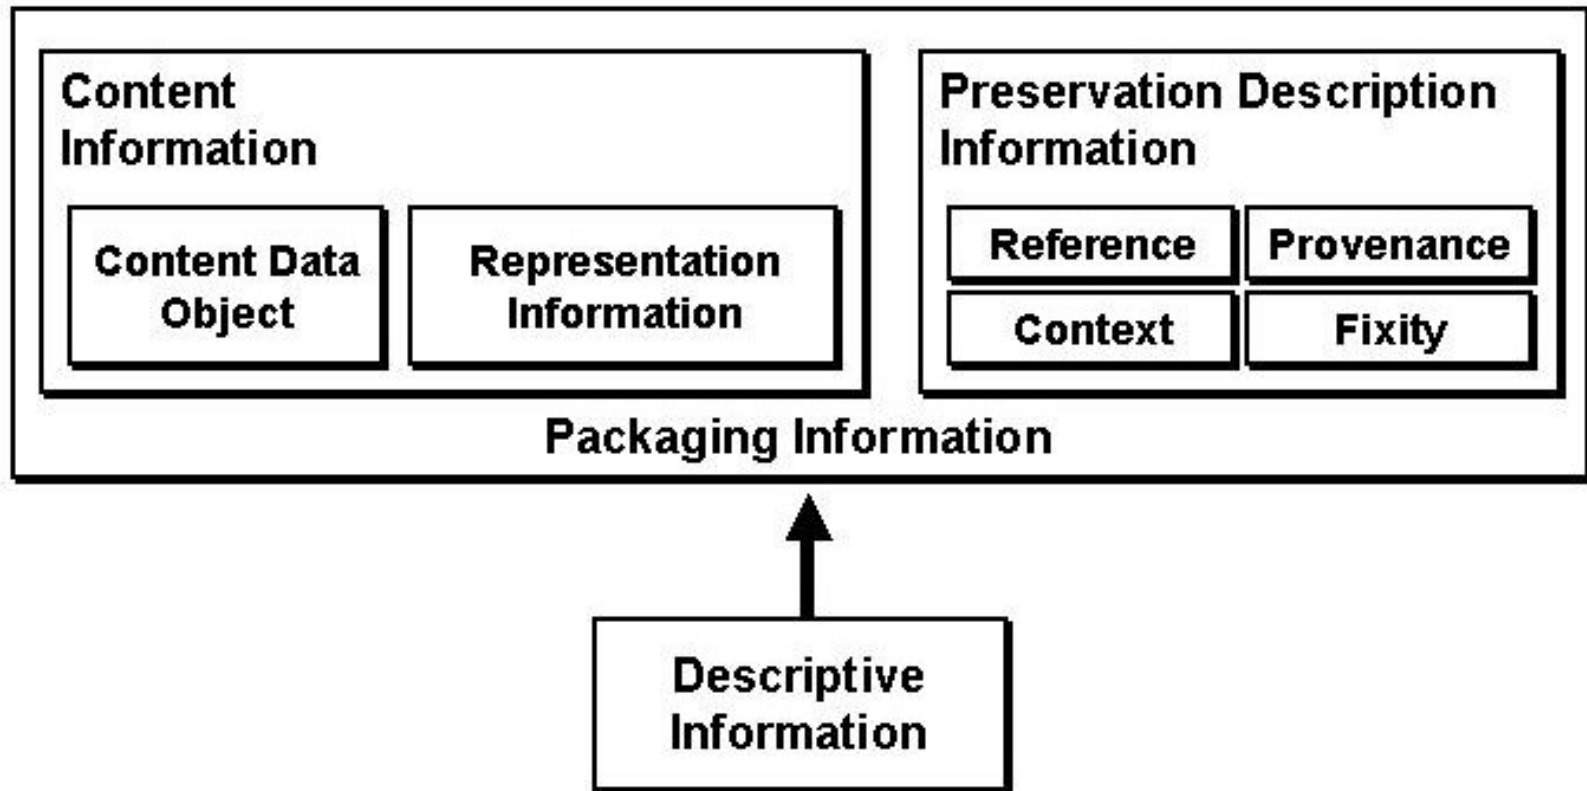 Content
Information
Content Data
Object
Representation
Information
Preservation Description
Information
Reference
Provenance
Context
Fixity
Packaging Information
Descriptive
Information